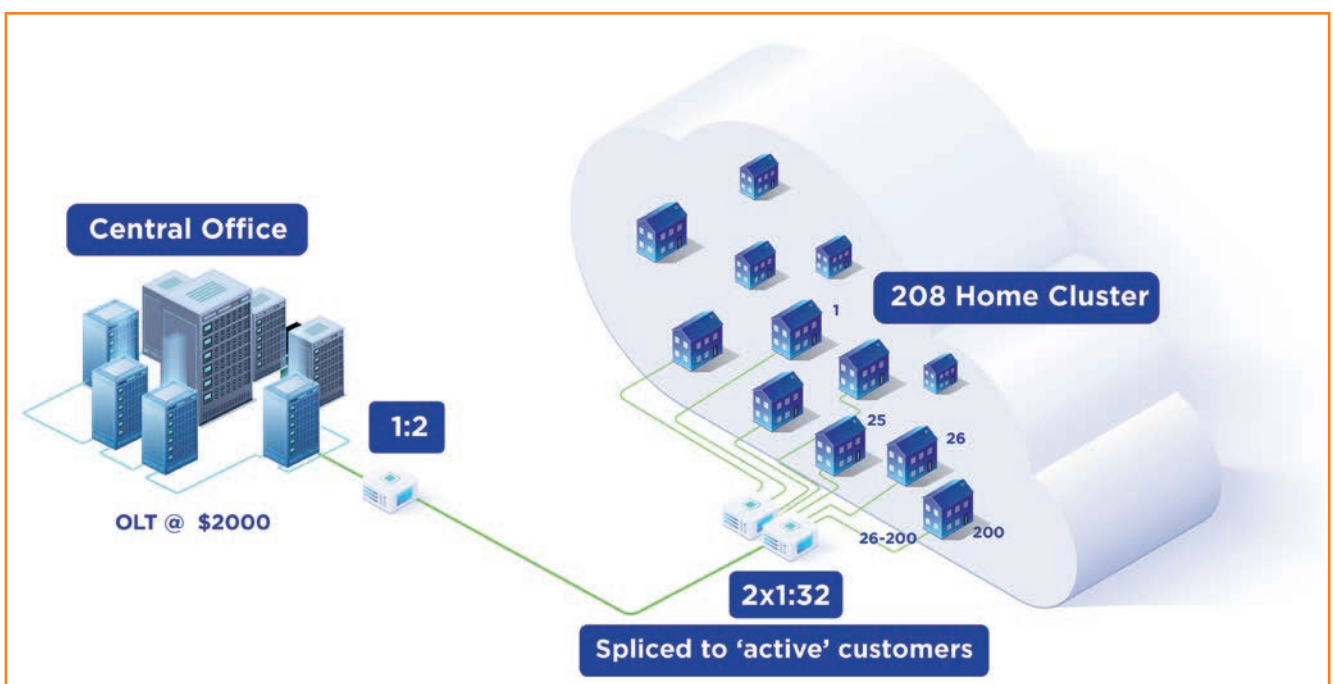 Central Office
1
208 Home Cluster
1:2
25
26
OLT @ $2000
26-200
200
2x1:32
Spliced to ‘active’ customers